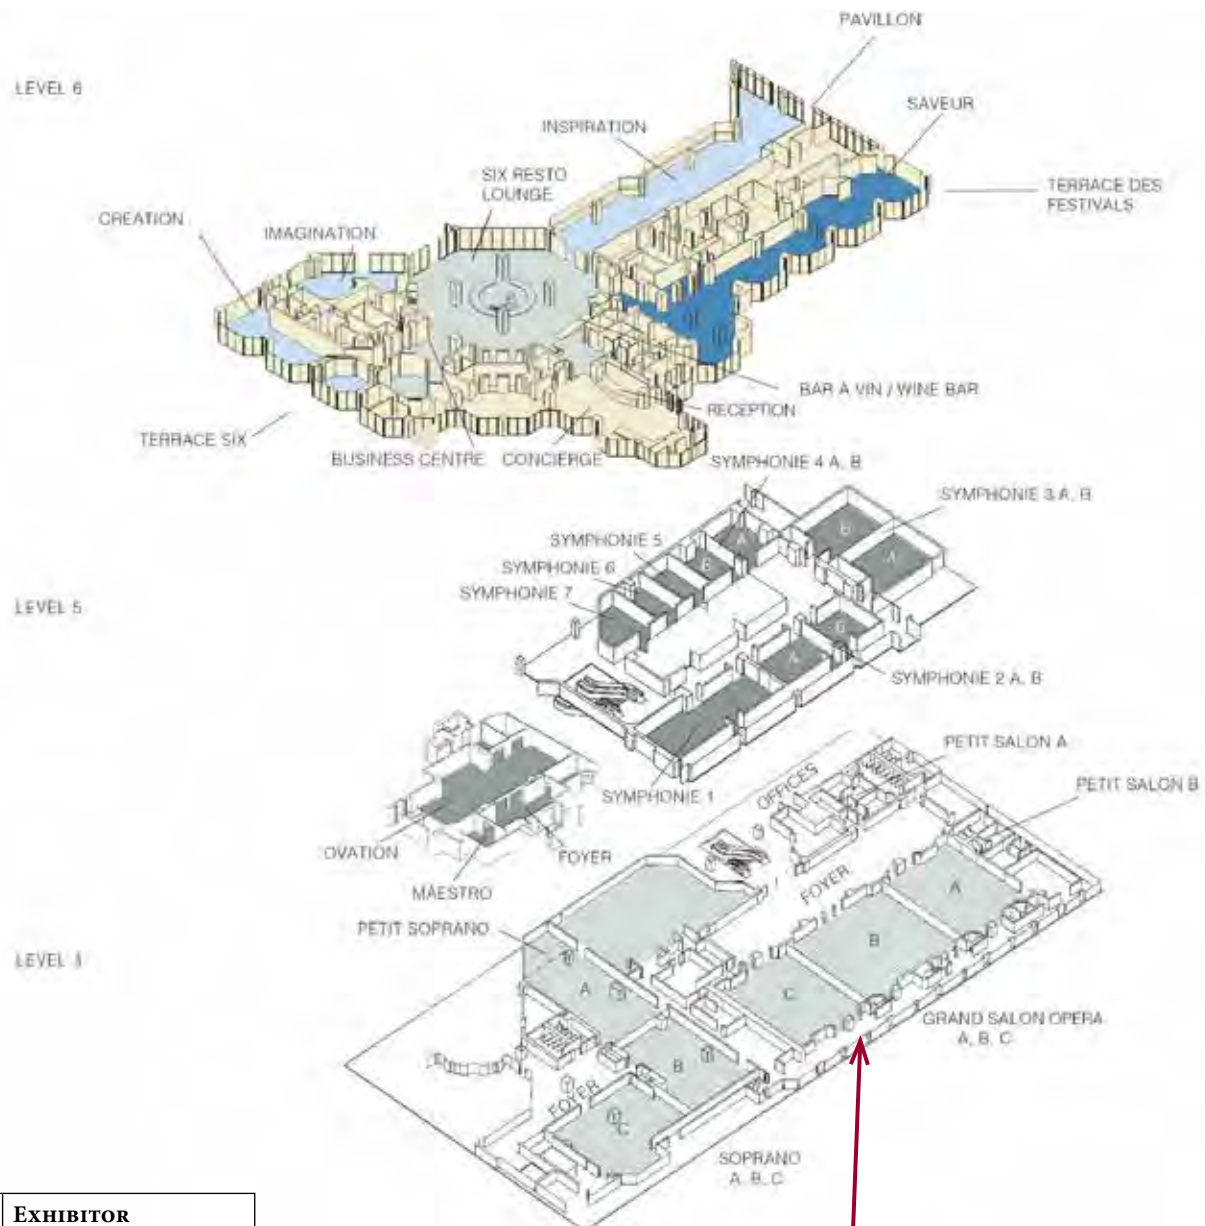 PAVILLON
LEVEL 6
SAVEUR
INSPIRATION
SIX RESTO
LOUNGE
TERRACE DES
FESTIVALS
CREATION
IMAGINATION
BAR A VIN / WINE BAR
RECEPTION
TERRACE SIX
BUSINESS CENTRE
CONCIERGE
SYMPHONIE 4 A, B
SYMPHONIE 3 A, B
SYMPHONIE 5
SYMPHONIE 6
SYMPHONIE 7
A
B
B
A
LEVEL 5
B
A
SYMPHONIE 2 A, B
SYMPHONIE 1
PETIT SALON A
OFFICES
PETIT SALON B
OVATION
FOYER
MAESTRO
FOYER
A
PETIT SOPRANO
B
LEVEL 4
A
C
GRAND SALON OPERA
A, B, C
B
FOYER
C
SOPRANO
A, B, C
EXHIBITOR